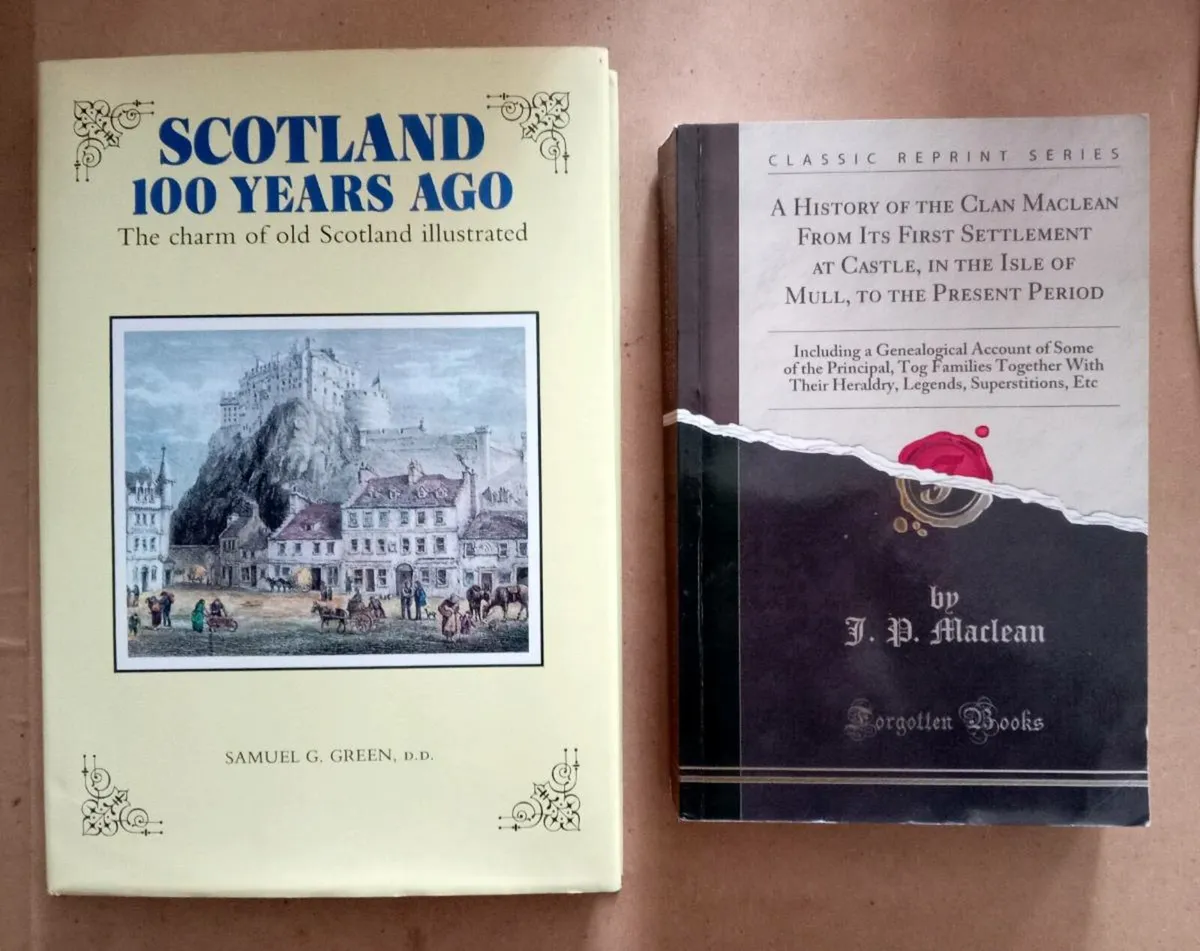 SCOTLAND
100 YEARS AGO
The charm of old Scotland illustrated
SAMUEL G. GREEN, D.D.
CLASSIC REPRINT SERIES
A HISTORY OF THE CLAN MACLEAN
FROM ITS FIRST SETTLEMENT
AT CASTLE, IN THE ISLE OF
MULL, TO THE PRESENT PERIOD
Including a Genealogical Account of Some
of the Principal, Tog Families Together With
Their Heraldry, Legends, Superstitions, Etc
by
J. P. Maclean
Forgotten Books